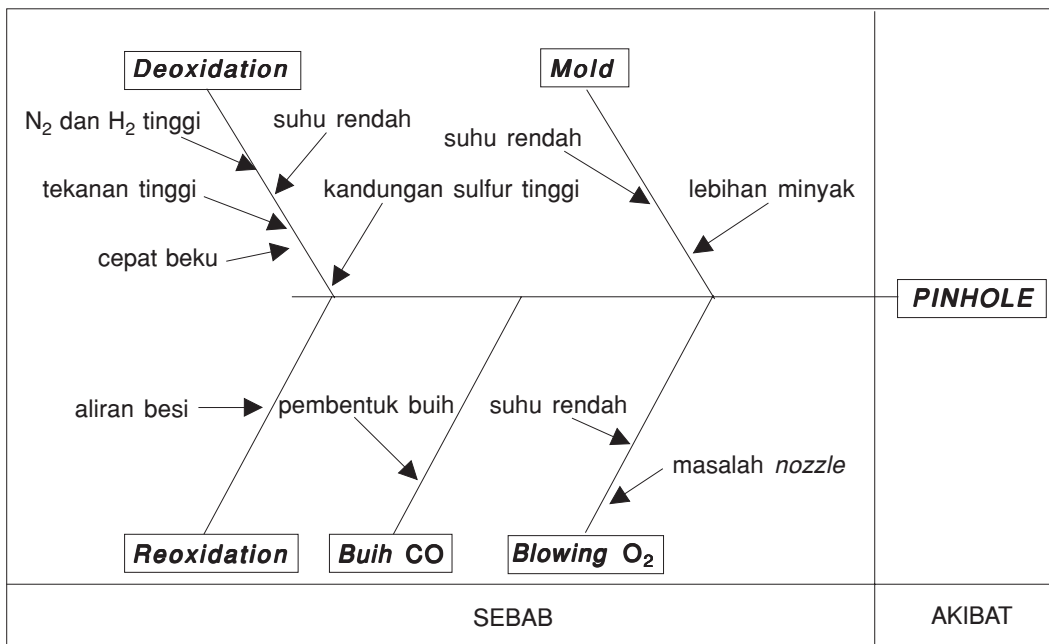 Deoxidation
Mold
N₂ dan H₂ tinggi
suhu rendah
suhu rendah
tekanan tinggi
kandungan sulfur tinggi
lebihan minyak
cepat beku
PINHOLE
aliran besi
pembentuk buih
suhu rendah
masalah nozzle
Reoxidation
Buih CO
Blowing O₂
SEBAB
AKIBAT